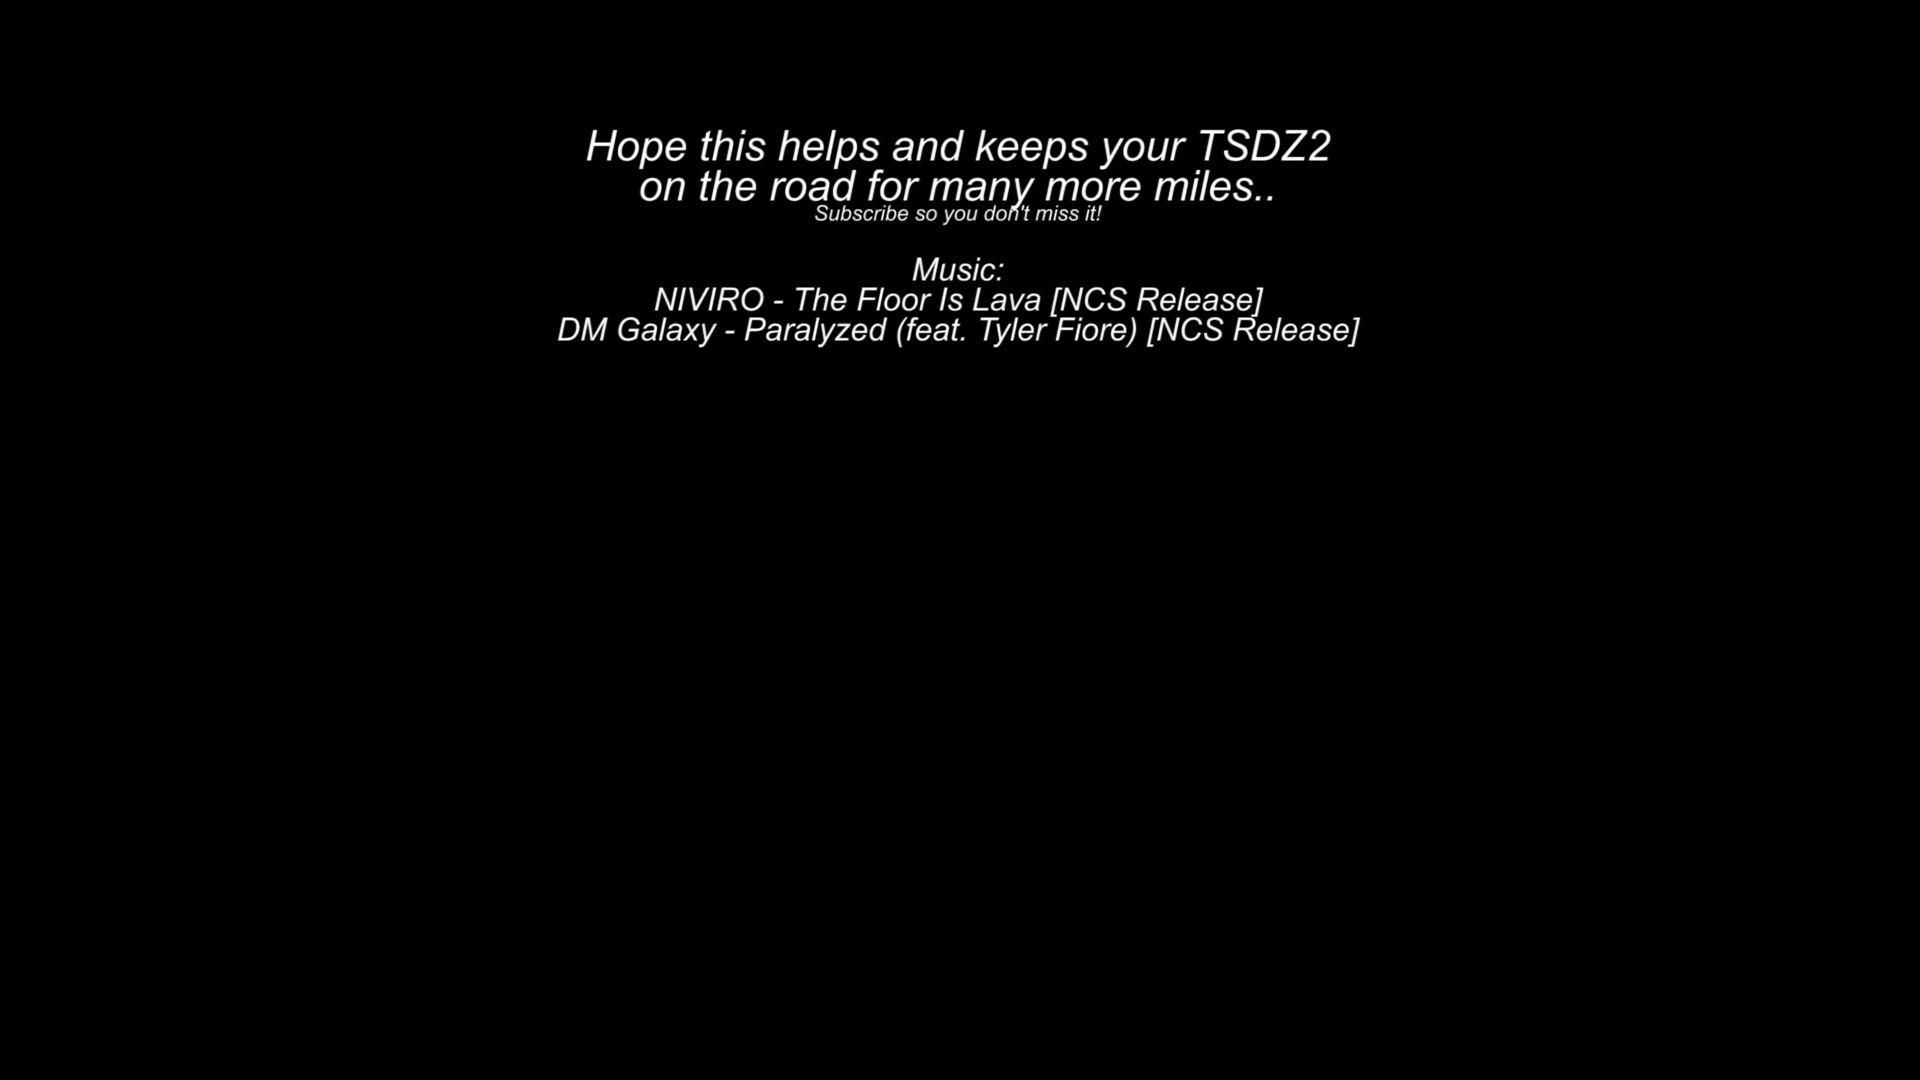 Hope this helps and keeps your TSDZ2
on the road for many more miles..
Subscribe so you don't miss it!
Music:
NIVIRO - The Floor Is Lava [NCS Release]
DM Galaxy - Paralyzed (feat. Tyler Fiore) [NCS Release]